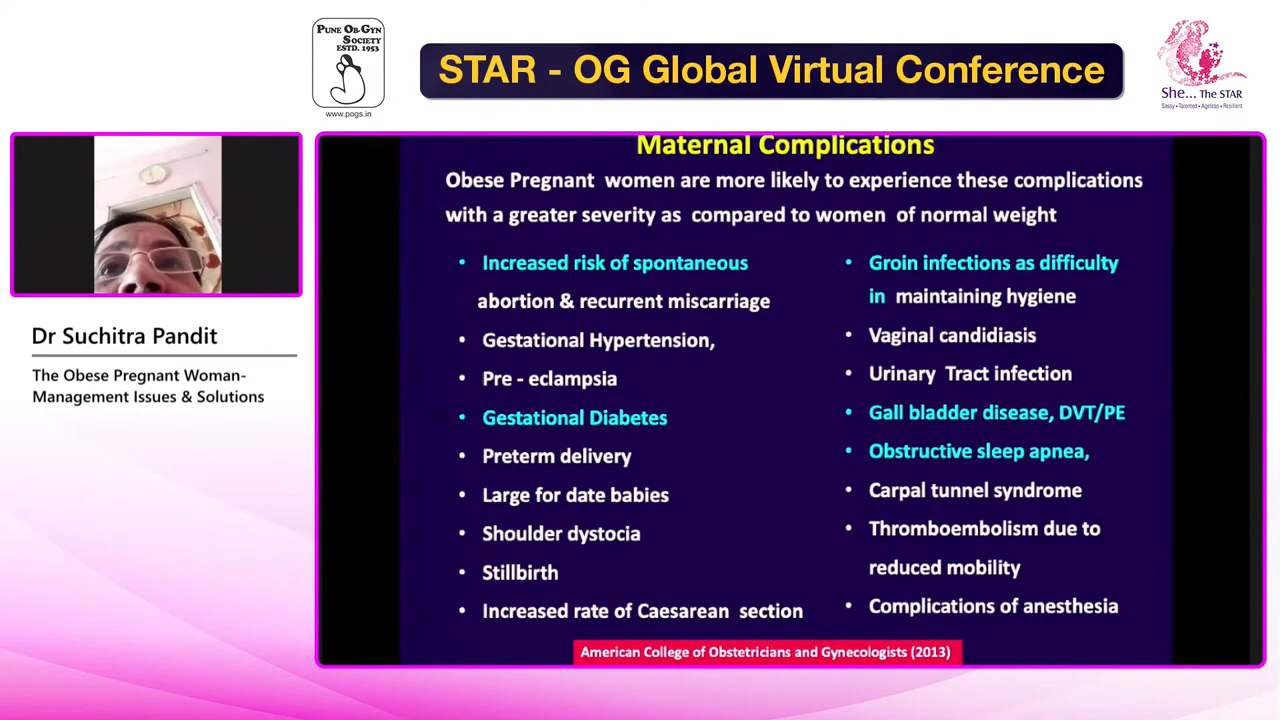 PUNE OB-GYN
SOCIETY
ESTD. 1953
www.pogs.in
STAR - OG Global Virtual Conference
She... The STAR
Sassy • Talented • Ageless • Resilient
Dr Suchitra Pandit
The Obese Pregnant Woman-
Management Issues & Solutions
Maternal Complications
Obese Pregnant women are more likely to experience these complications
with a greater severity as compared to women of normal weight
• Increased risk of spontaneous
abortion & recurrent miscarriage
• Gestational Hypertension,
• Pre - eclampsia
• Gestational Diabetes
• Preterm delivery
• Large for date babies
• Shoulder dystocia
• Stillbirth
• Increased rate of Caesarean section
• Groin infections as difficulty
in maintaining hygiene
• Vaginal candidiasis
• Urinary Tract infection
• Gall bladder disease, DVT/PE
• Obstructive sleep apnea,
• Carpal tunnel syndrome
• Thromboembolism due to
reduced mobility
• Complications of anesthesia
American College of Obstetricians and Gynecologists (2013)